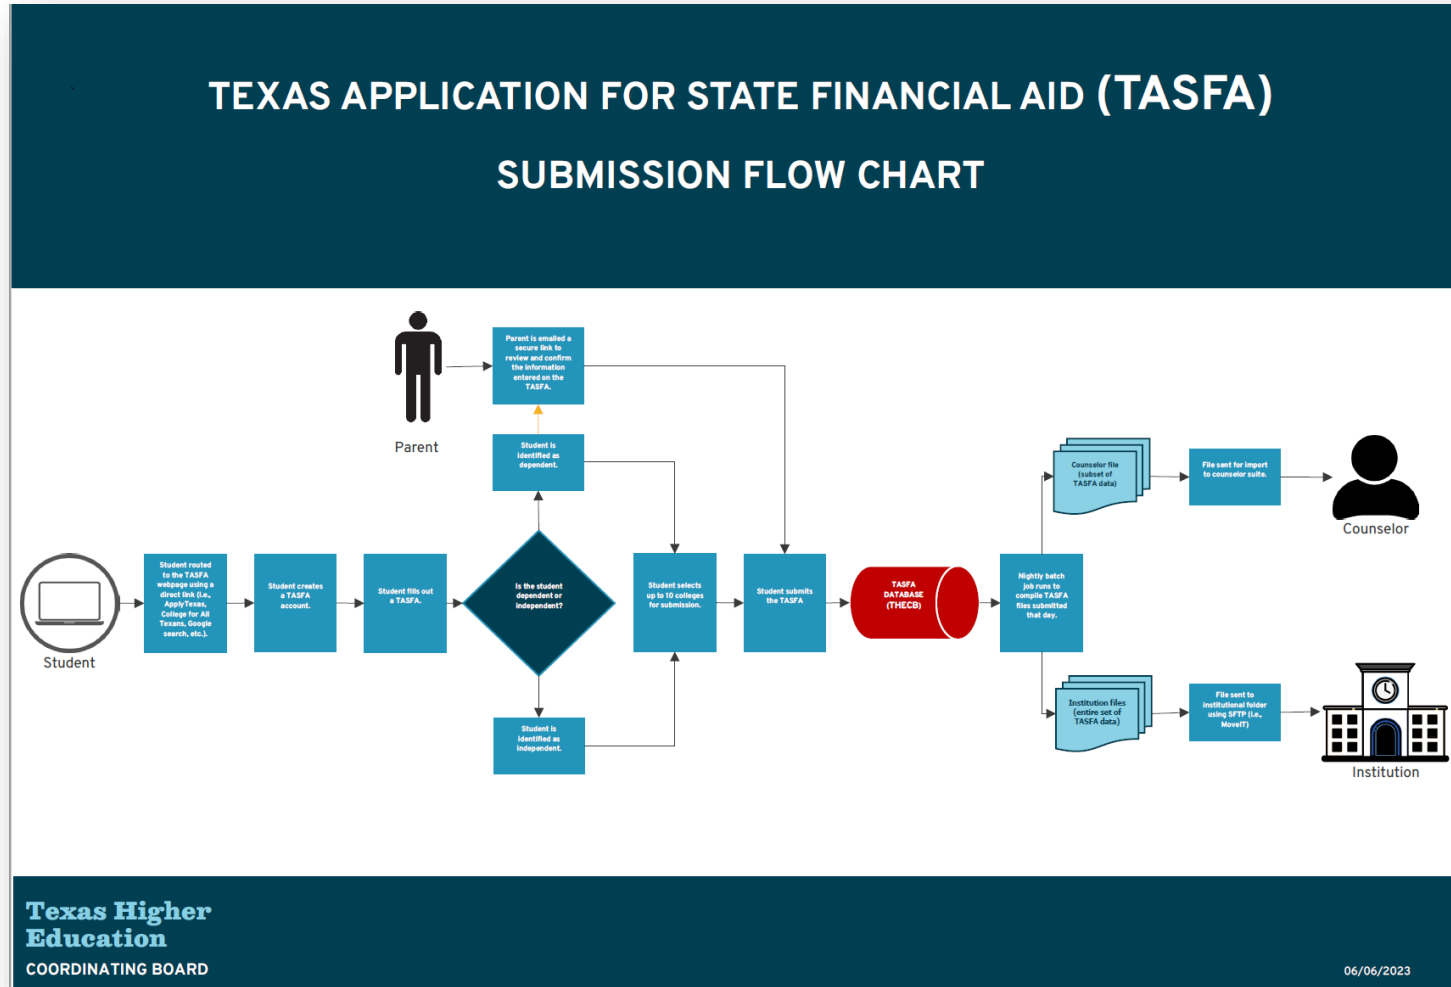 TEXAS APPLICATION FOR STATE FINANCIAL AID (TASFA)
SUBMISSION FLOW CHART
Parent
Parent is emailed a
secure link to
review and confirm
the information
entered on the
TASFA.
Student is
identified as
dependent.
Student
Student routed
to the TASFA
webpage using a
direct link (i.e.,
ApplyTexas,
College for All
Texans, Google
search, etc.).
Student creates
a TASFA
account.
Student fills out
a TASFA.
Is the student
dependent or
independent?
Student is
identified as
independent.
Student selects
up to 10 colleges
for submission.
Student submits
the TASFA
TASFA
DATABASE
(THECB)
Nightly batch
job runs to
compile TASFA
files submitted
that day.
Counselor file
(subset of
TASFA data)
File sent for import
to counselor suite.
Counselor
Institution files
(entire set of
TASFA data)
File sent to
institutional folder
using SFTP (i.e.,
MoveIT)
Institution
Texas Higher
Education
COORDINATING BOARD
06/06/2023